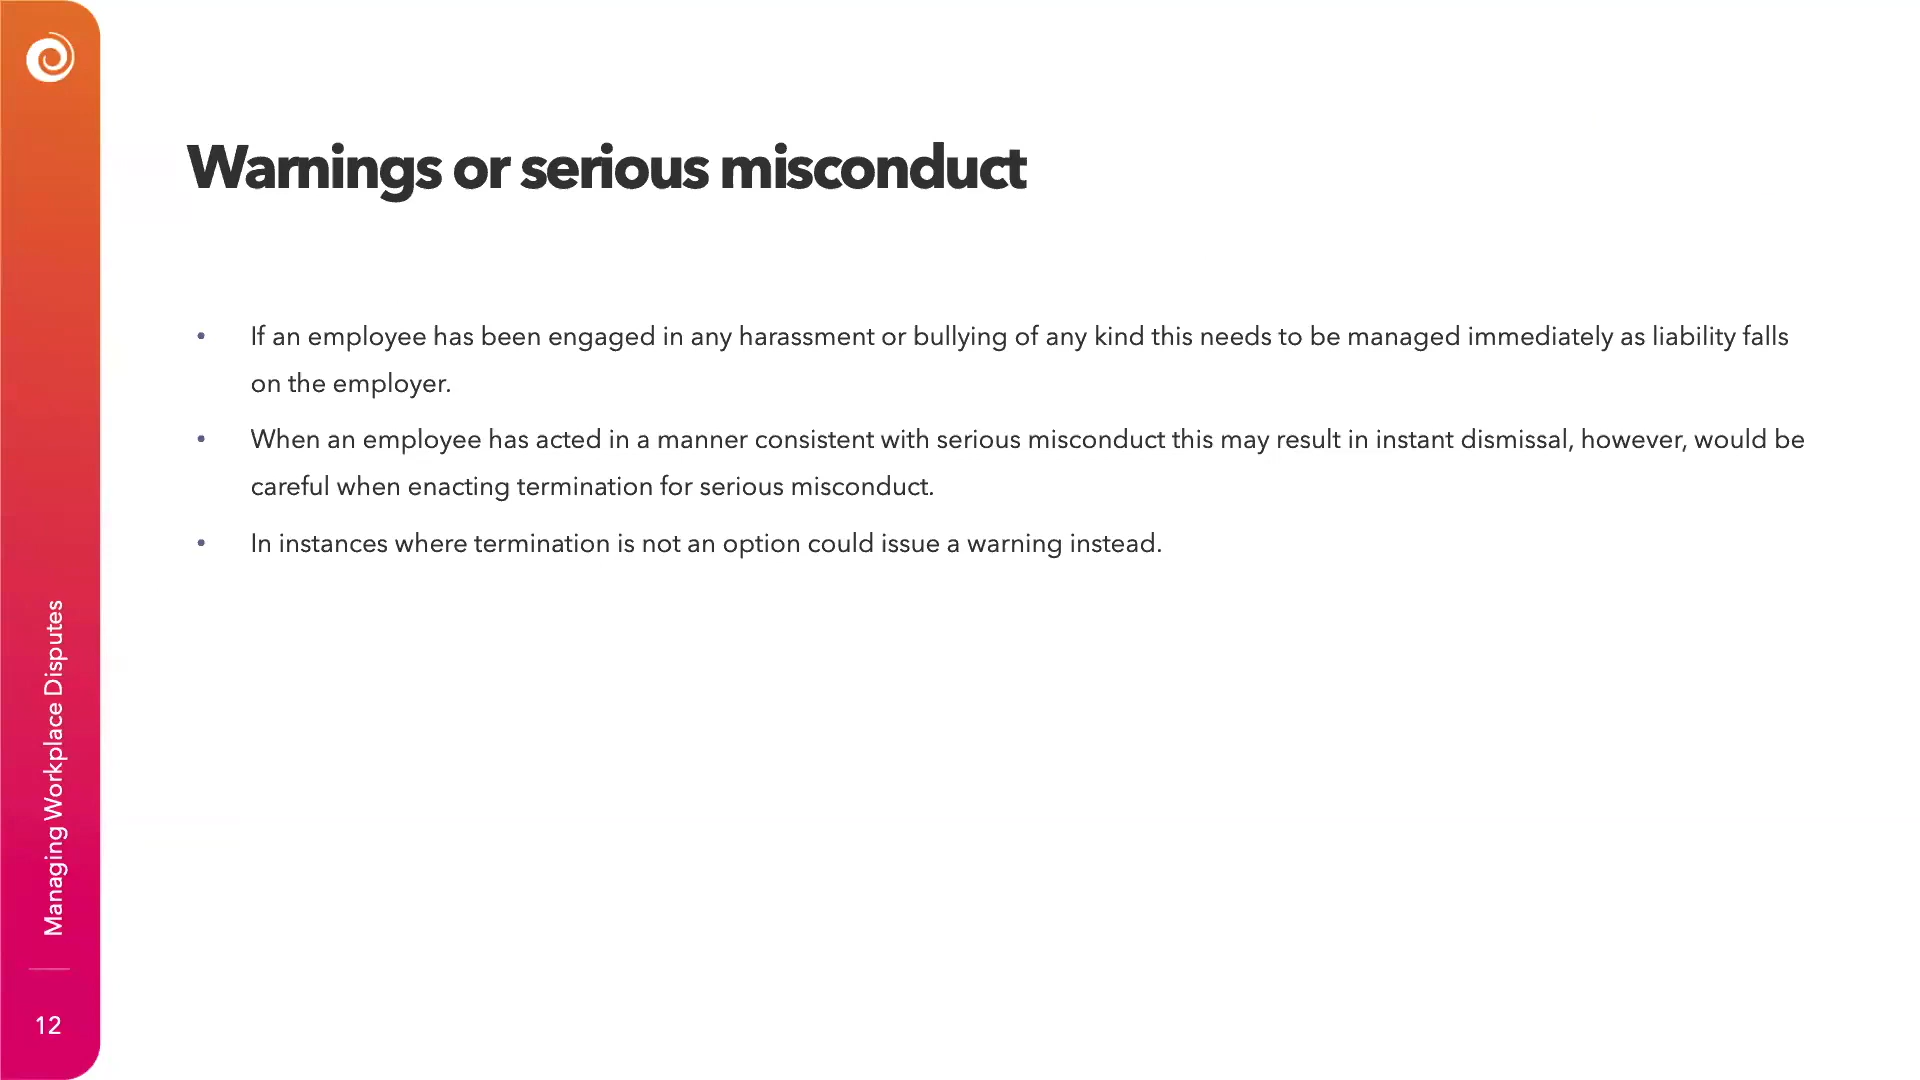 Warnings or serious misconduct
• If an employee has been engaged in any harassment or bullying of any kind this needs to be managed immediately as liability falls
on the employer.
• When an employee has acted in a manner consistent with serious misconduct this may result in instant dismissal, however, would be
careful when enacting termination for serious misconduct.
• In instances where termination is not an option could issue a warning instead.
Managing Workplace Disputes
12